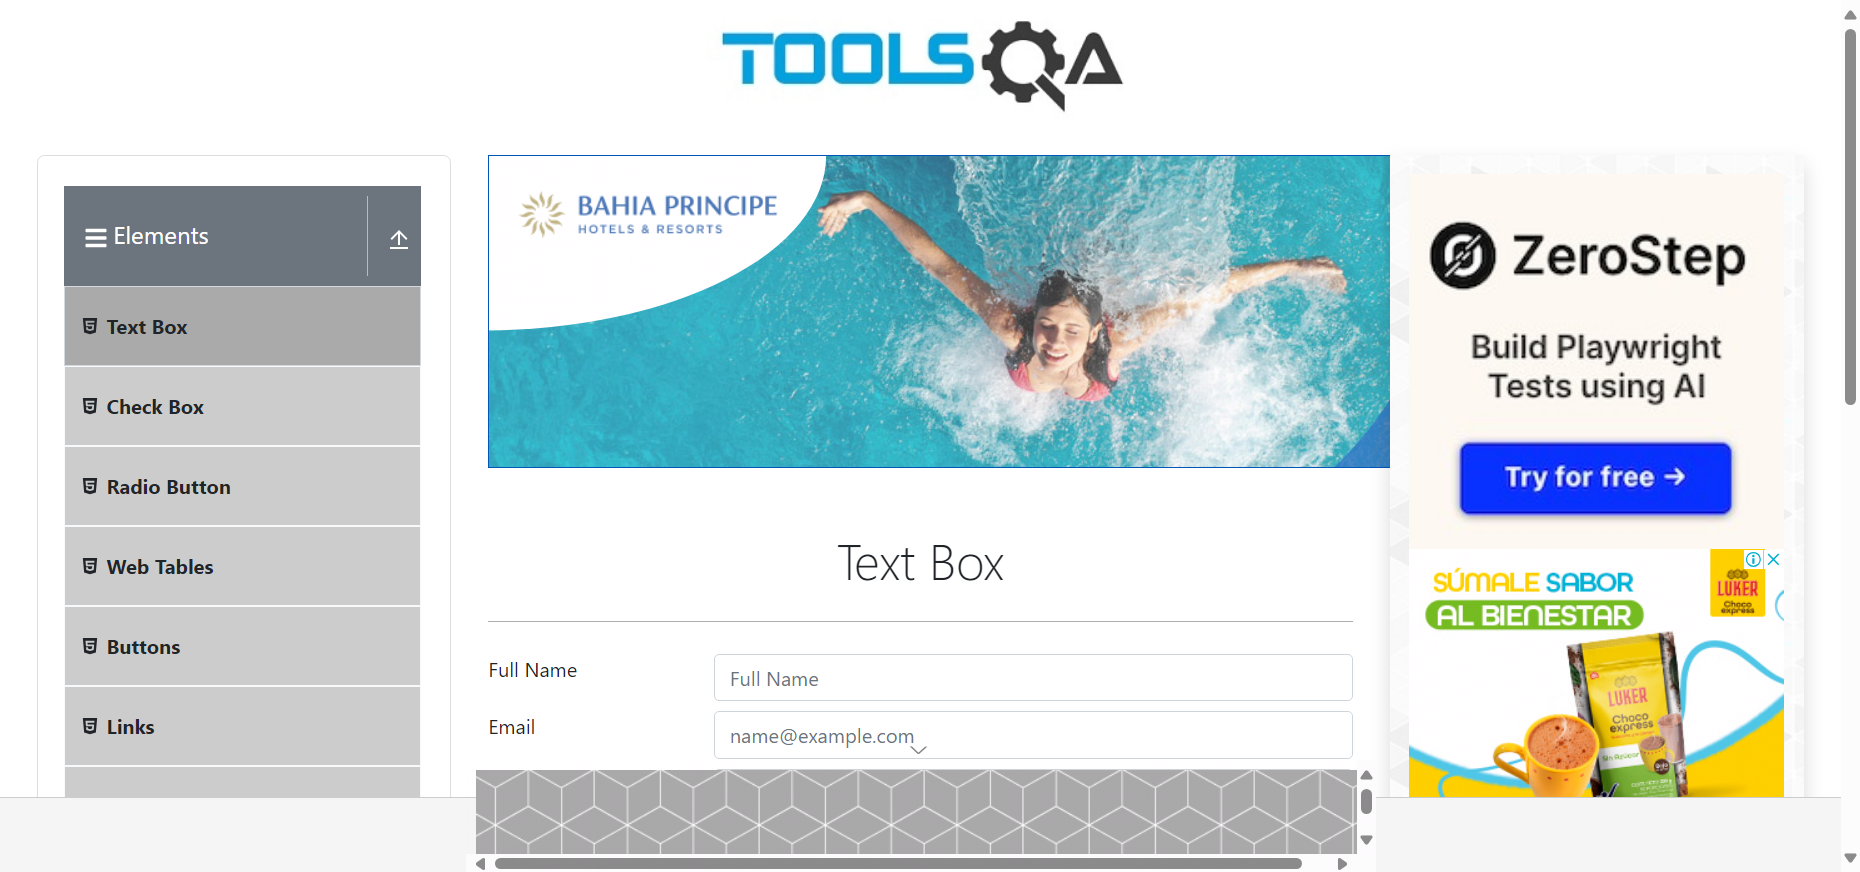 TOOLSQA
Elements
Text Box
Check Box
Radio Button
Web Tables
Buttons
Links
BAHIA PRINCIPE
HOTELS & RESORTS
Text Box
Full Name
Full Name
Email
name@example.com
ZeroStep
Build Playwright
Tests using AI
Try for free →
SÚMALE SABOR
AL BIENESTAR
LUKER
Choco
express
LUKER
Choco
express
Sin Azúcar